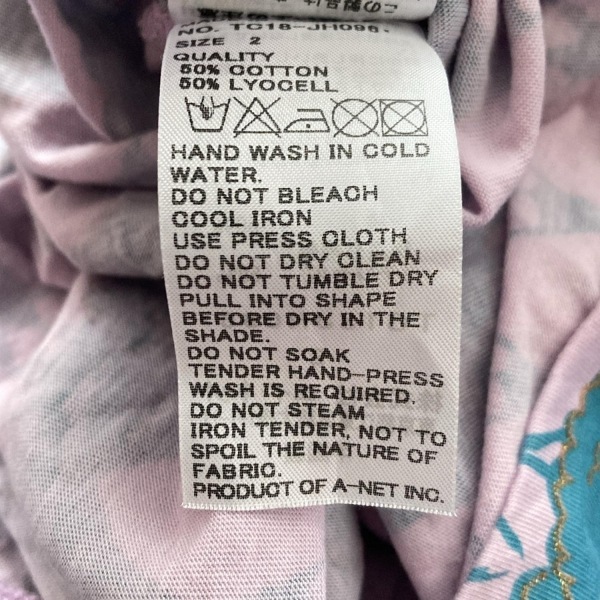 NO. TC18-JH098.
SIZE 2
QUALITY
50% COTTON
50% LYOCELL
HAND WASH IN COLD
WATER.
DO NOT BLEACH
COOL IRON
USE PRESS CLOTH
DO NOT DRY CLEAN
DO NOT TUMBLE DRY
PULL INTO SHAPE
BEFORE DRY IN THE
SHADE.
DO NOT SOAK
TENDER HAND-PRESS
WASH IS REQUIRED.
DO NOT STEAM
IRON TENDER, NOT TO
SPOIL THE NATURE OF
FABRIC.
PRODUCT OF A-NET INC.